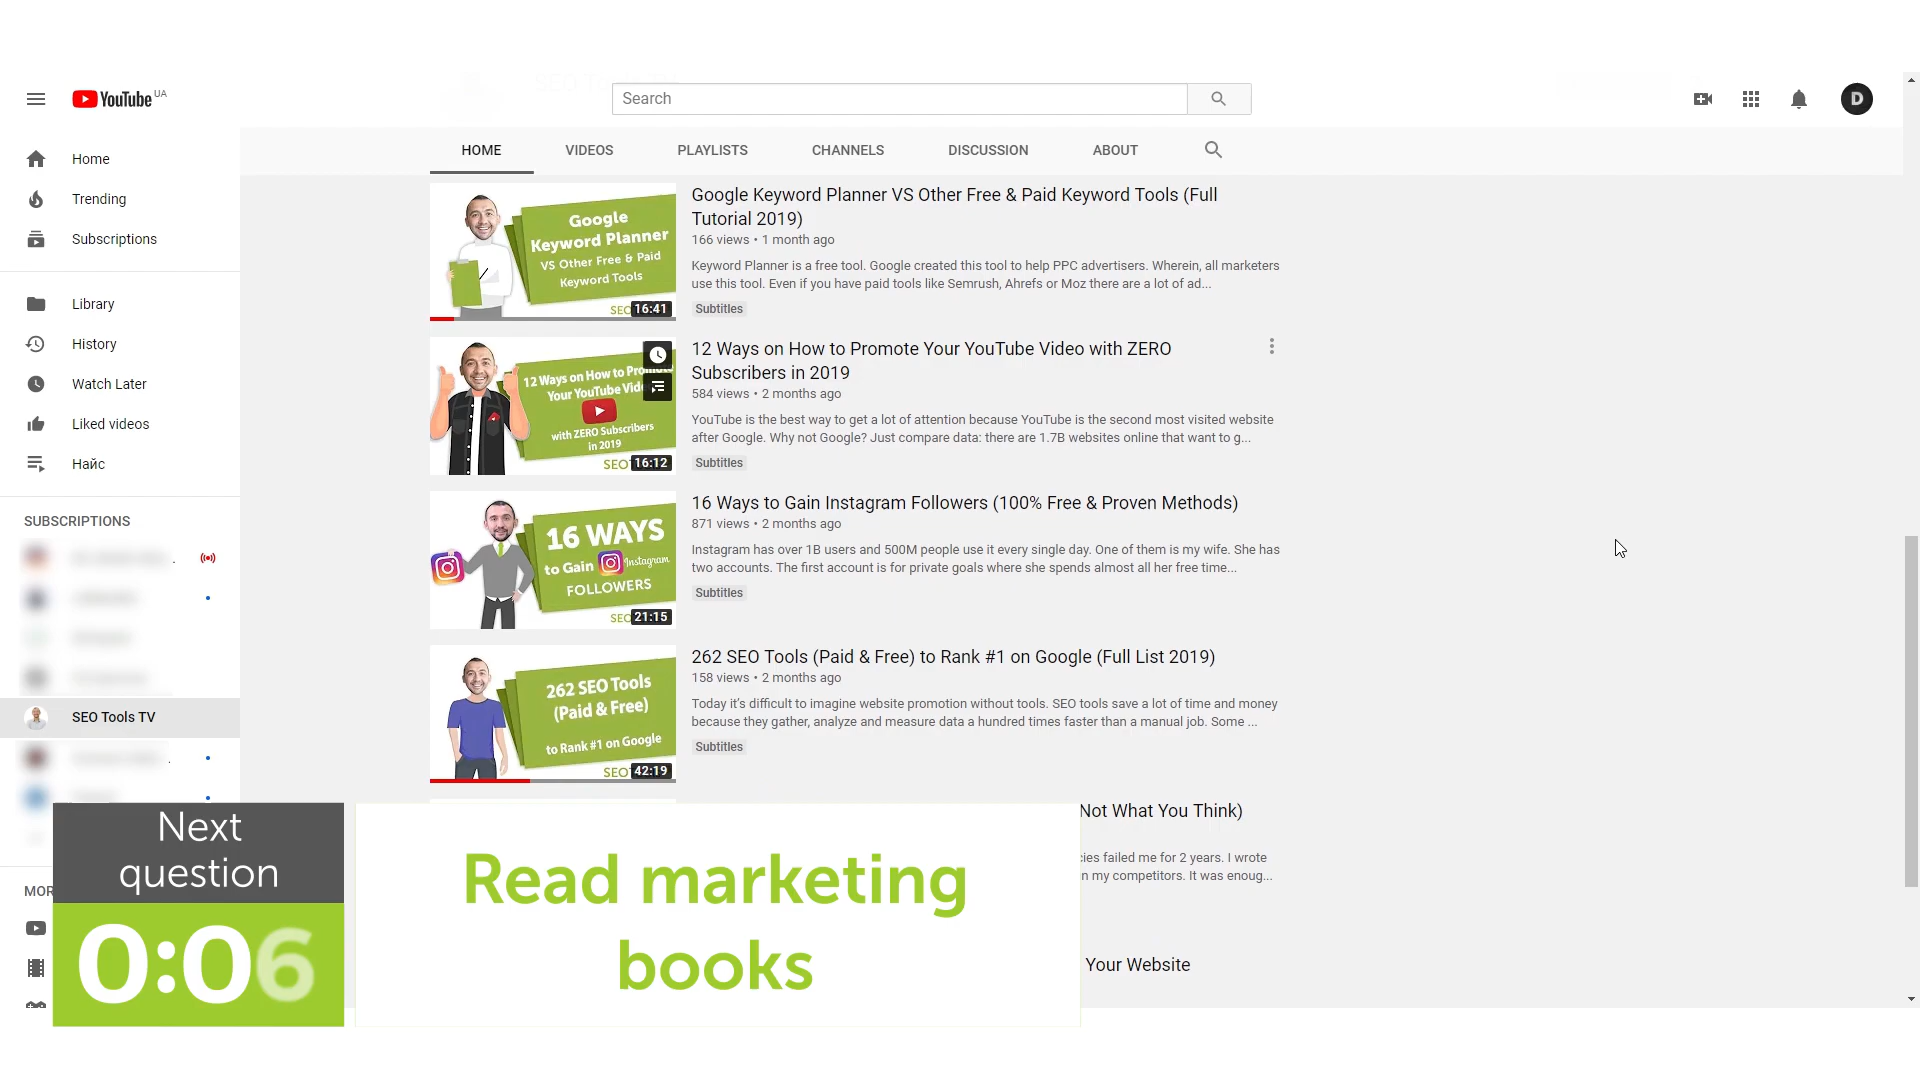 YouTube UA
Search
D
HOME VIDEOS PLAYLISTS CHANNELS DISCUSSION ABOUT
Home
Trending
Subscriptions
Library
History
Watch Later
Liked videos
Найс
SUBSCRIPTIONS
SEO Tools TV
Google
Keyword Planner
VS Other Free & Paid
Keyword Tools
SEO
16:41
Google Keyword Planner VS Other Free & Paid Keyword Tools (Full
Tutorial 2019)
166 views • 1 month ago
Keyword Planner is a free tool. Google created this tool to help PPC advertisers. Wherein, all marketers
use this tool. Even if you have paid tools like Semrush, Ahrefs or Moz there are a lot of ad...
Subtitles
12 Ways on How to Promote
Your YouTube Video
with ZERO Subscribers
in 2019
SEO
16:12
12 Ways on How to Promote Your YouTube Video with ZERO
Subscribers in 2019
584 views • 2 months ago
YouTube is the best way to get a lot of attention because YouTube is the second most visited website
after Google. Why not Google? Just compare data: there are 1.7B websites online that want to g...
Subtitles
16 WAYS
to Gain Instagram
FOLLOWERS
SEO
21:15
16 Ways to Gain Instagram Followers (100% Free & Proven Methods)
871 views • 2 months ago
Instagram has over 1B users and 500M people use it every single day. One of them is my wife. She has
two accounts. The first account is for private goals where she spends almost all her free time...
Subtitles
262 SEO Tools
(Paid & Free)
to Rank #1 on Google
SEO
42:19
262 SEO Tools (Paid & Free) to Rank #1 on Google (Full List 2019)
158 views • 2 months ago
Today it's difficult to imagine website promotion without tools. SEO tools save a lot of time and money
because they gather, analyze and measure data a hundred times faster than a manual job. Some ...
Subtitles
Not What You Think)
cies failed me for 2 years. I wrote
n my competitors. It was enoug...
Your Website
MOR
Next
question
0:06
Read marketing
books